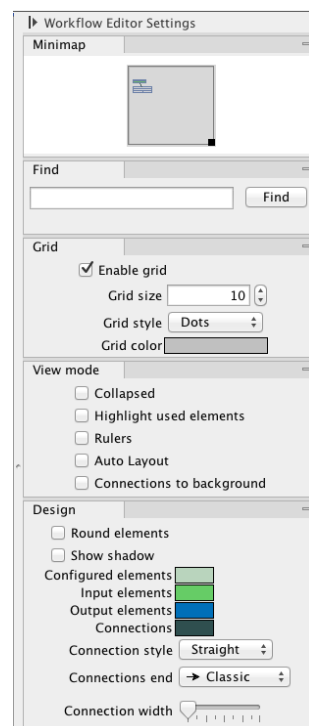 Workflow Editor Settings
Minimap
Find
Find
Grid
Enable grid
Grid size 10
Grid style Dots
Grid color
View mode
Collapsed
Highlight used elements
Rulers
Auto Layout
Connections to background
Design
Round elements
Show shadow
Configured elements
Input elements
Output elements
Connections
Connection style Straight
Connections end Classic
Connection width